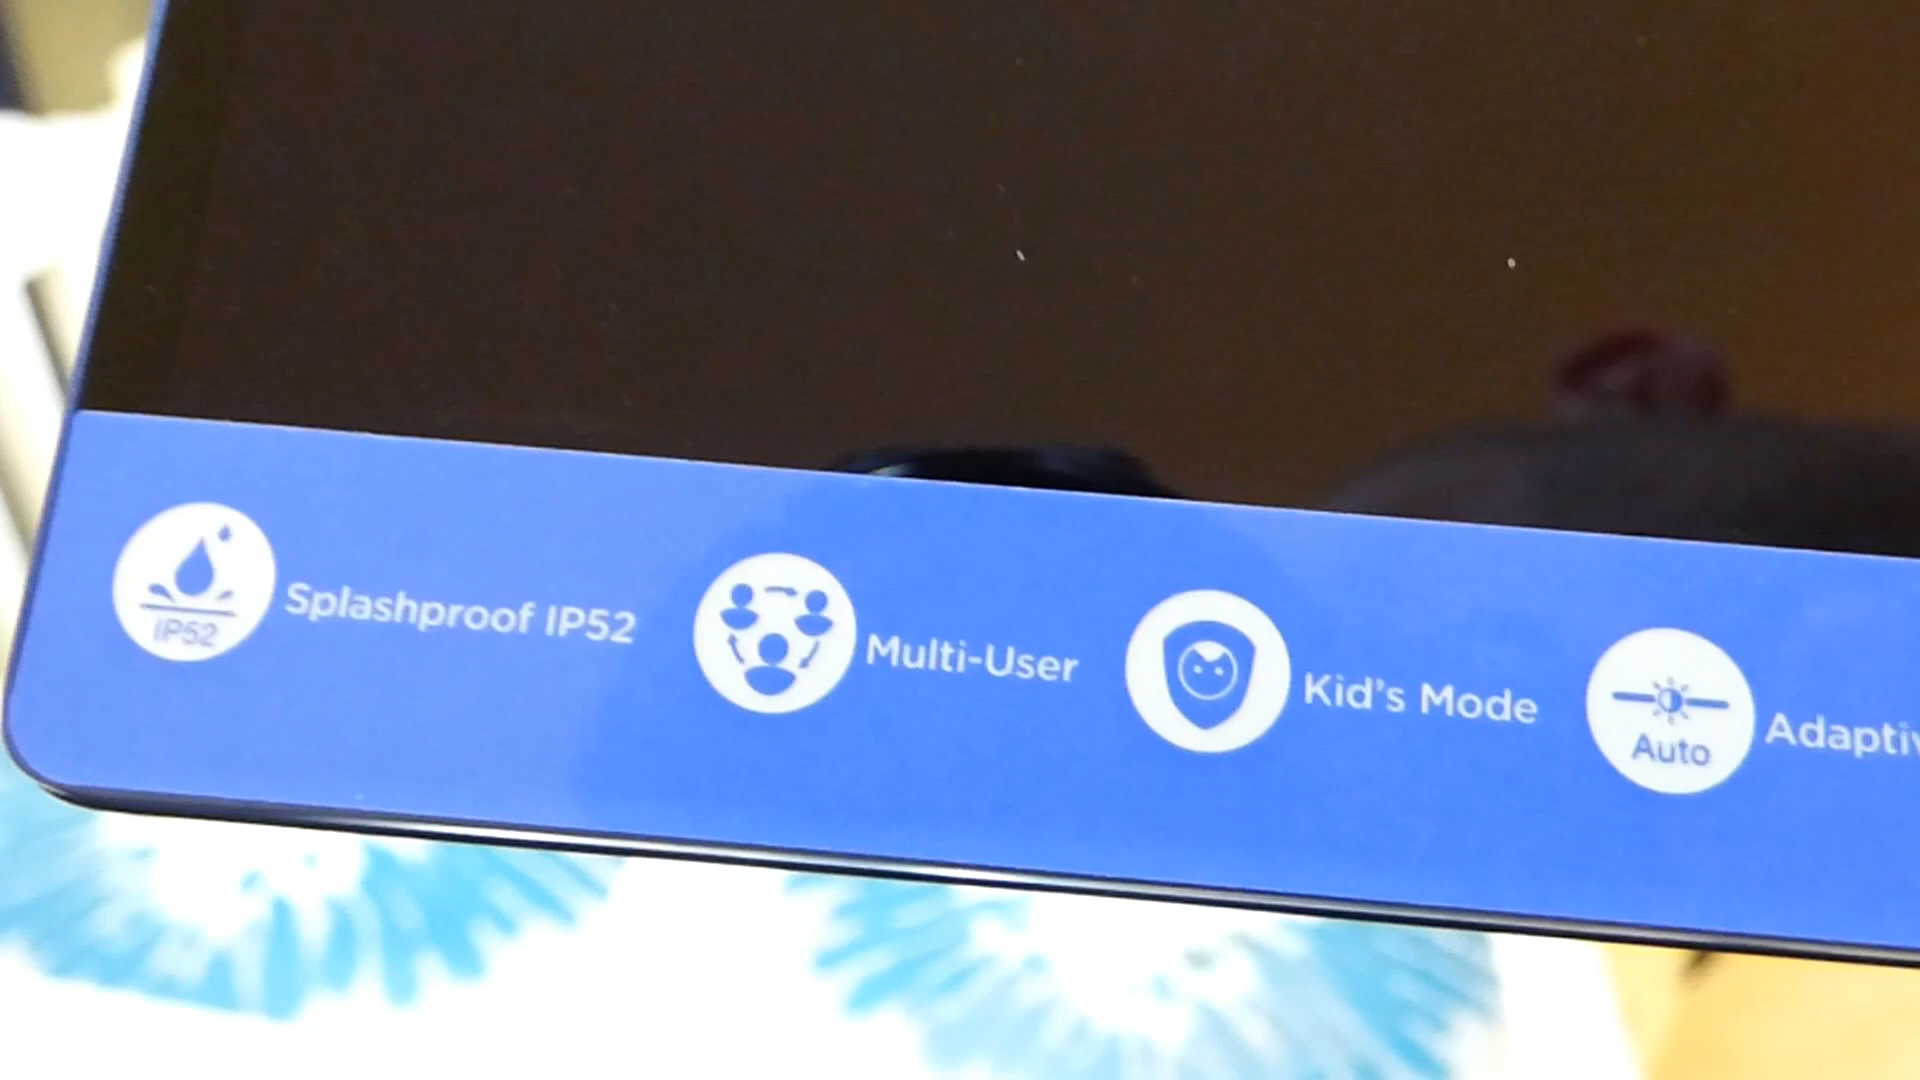 IP52
Splashproof IP52
Multi-User
Kid's Mode
Auto